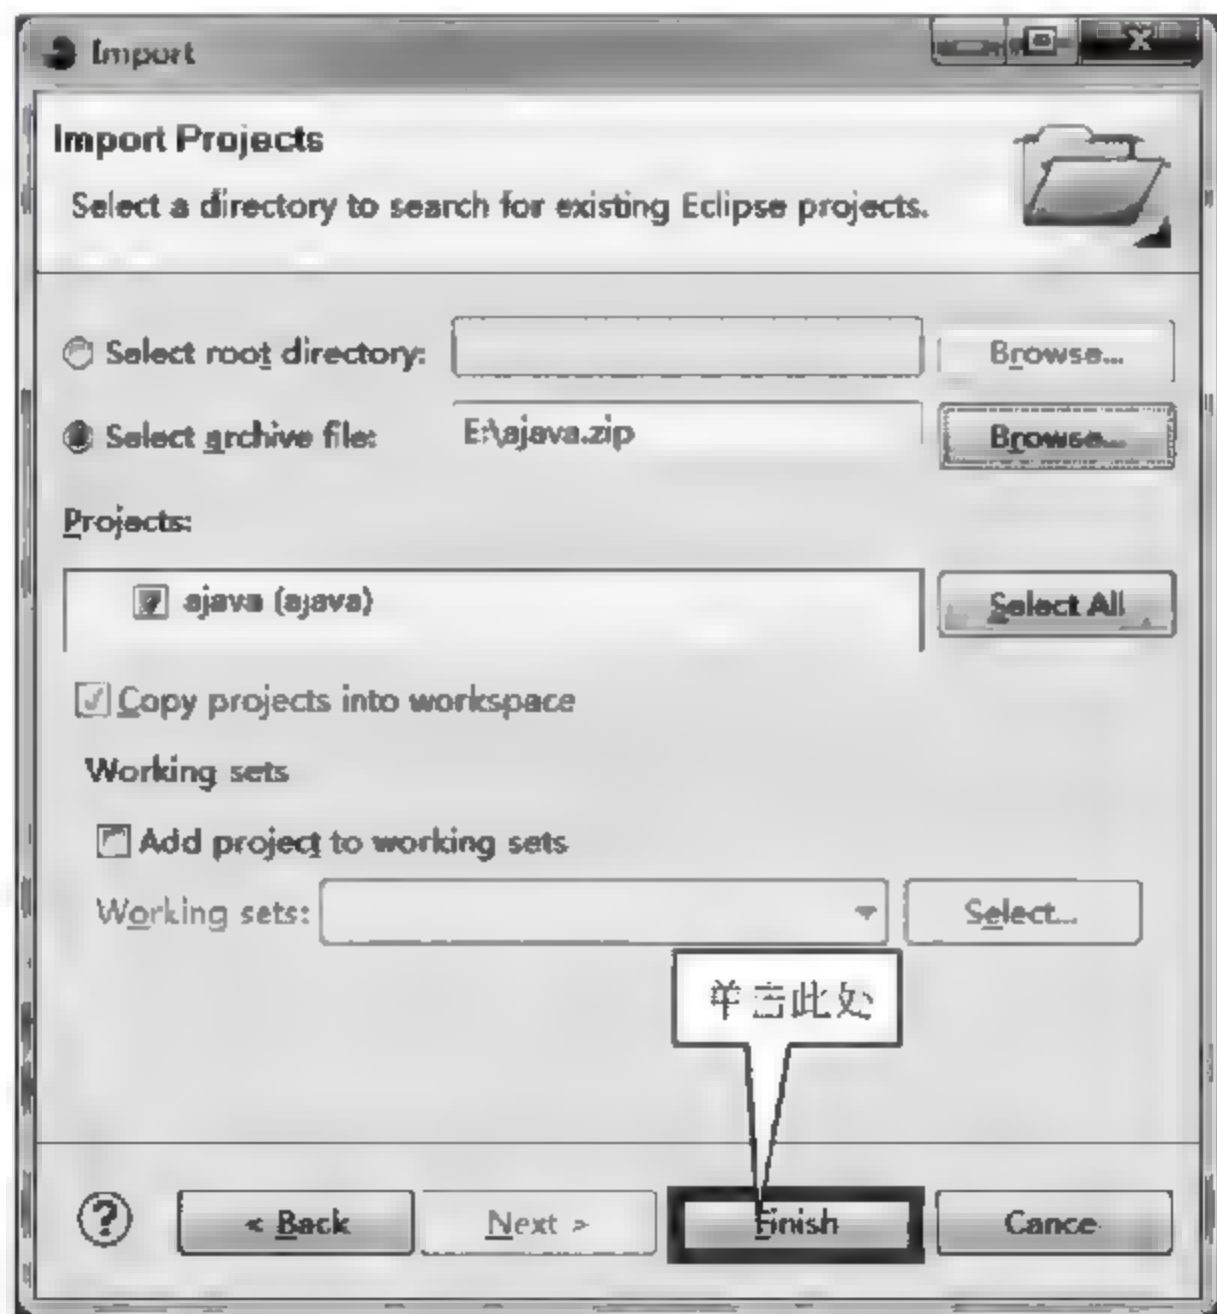 Import
Import Projects
Select a directory to search for existing Eclipse projects.
Select root directory: Browse...
Select archive file: E:\ajava.zip Browse...
Projects:
ajava (ajava) Select All
Copy projects into workspace
Working sets
Add project to working sets
Working sets: Select...
单击此处
< Back Next > Finish Cance